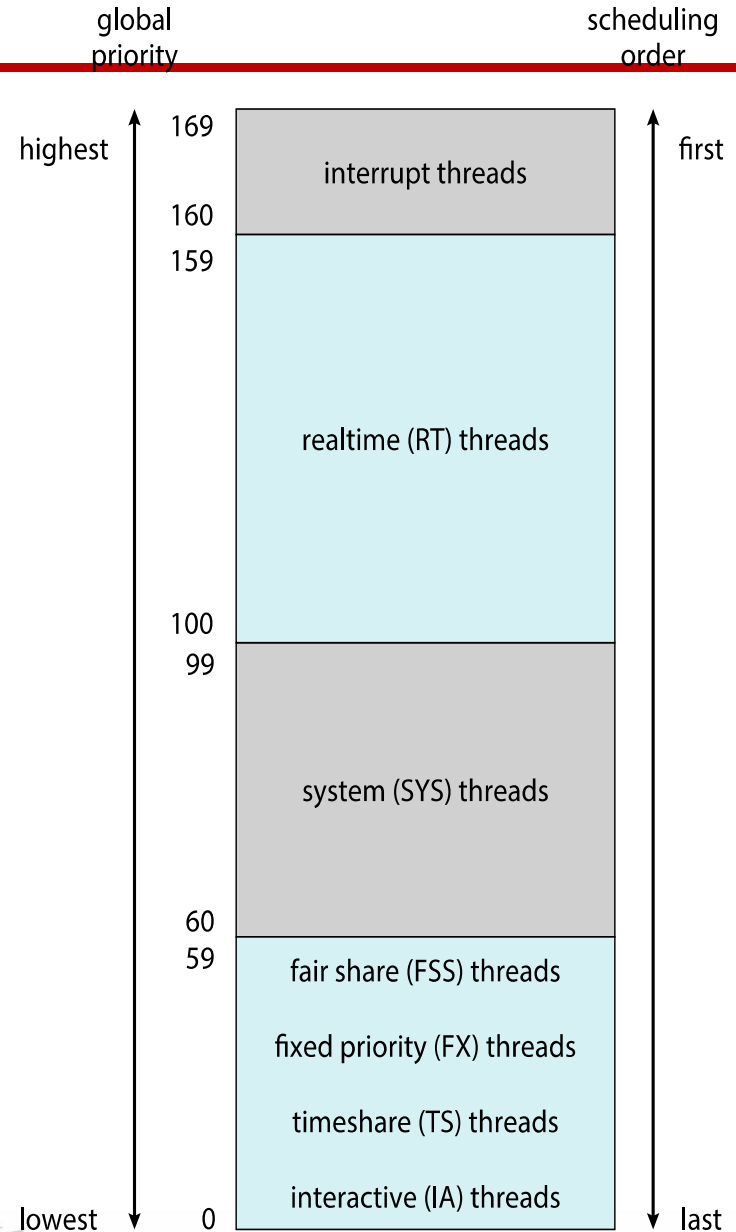 global
priority
scheduling
order
169
highest
first
interrupt threads
160
159
realtime (RT) threads
100
99
system (SYS) threads
60
59
fair share (FSS) threads
fixed priority (FX) threads
timeshare (TS) threads
interactive (IA) threads
lowest
0
last